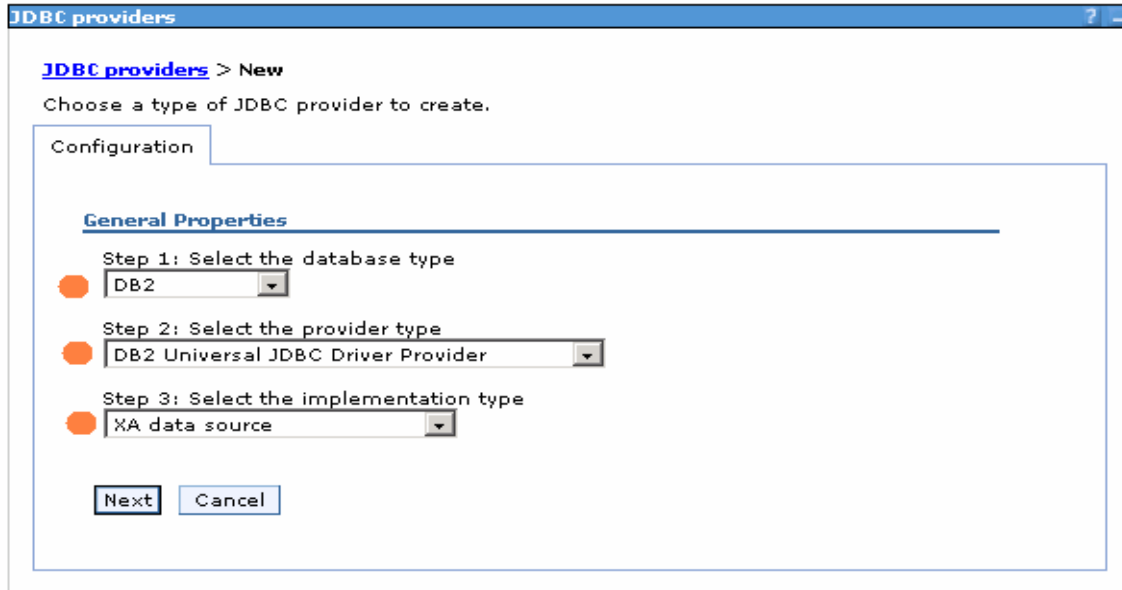 JDBC providers ? –
JDBC providers > New
Choose a type of JDBC provider to create.
Configuration
General Properties
Step 1: Select the database type
DB2
Step 2: Select the provider type
DB2 Universal JDBC Driver Provider
Step 3: Select the implementation type
XA data source
Next Cancel